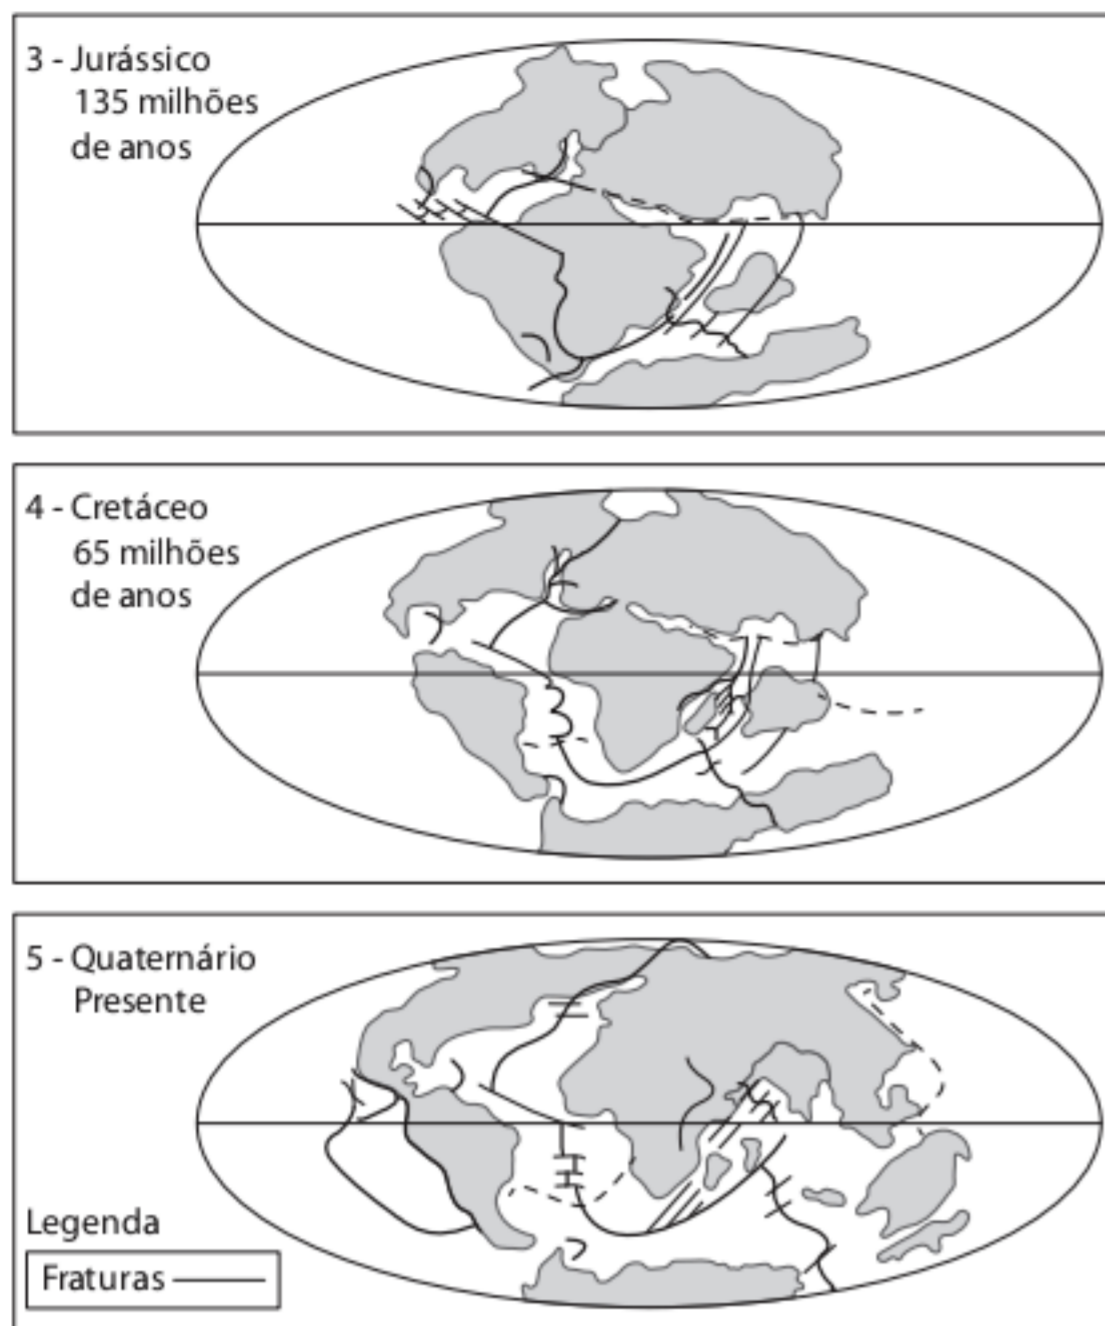 3 - Jurássico
135 milhões
de anos
4 - Cretáceo
65 milhões
de anos
5 - Quaternário
Presente
Legenda
Fraturas